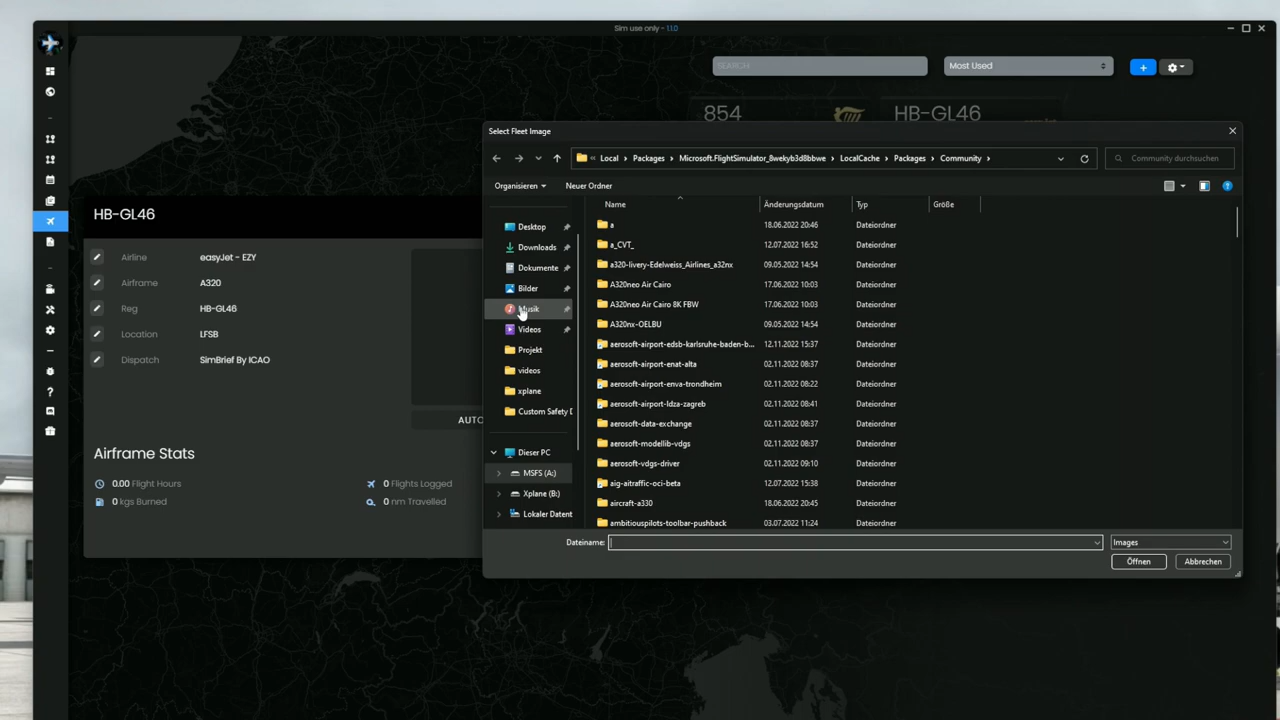 Sim use only - 1.1.0
SEARCH
Most Used
854
HB-GL46
Select Fleet Image
Local
Packages
Microsoft.FlightSimulator_8wekyb3d8bbwe
LocalCache
Packages
Community
Community durchsuchen
Organisieren
Neuer Ordner
HB-GL46
Airline
easyJet - EZY
Airframe
A320
Reg
HB-GL46
Location
LFSB
Dispatch
SimBrief By ICAO
AUTO
Airframe Stats
0.00 Flight Hours
0 Flights Logged
0 kgs Burned
0 nm Travelled
Desktop
Downloads
Dokumente
Bilder
Musik
Videos
Projekt
videos
xplane
Custom Safety D
Dieser PC
MSFS (A:)
Xplane (B:)
Lokaler Datent
Name Änderungsdatum Typ Größe
a 18.06.2022 20:46 Dateiordner
a_CVT_ 12.07.2022 16:52 Dateiordner
a320-livery-Edelweiss_Airlines_a32nx 09.05.2022 14:54 Dateiordner
A320neo Air Cairo 17.06.2022 10:03 Dateiordner
A320neo Air Cairo 8K FBW 17.06.2022 10:03 Dateiordner
A320nx-OELBU 09.05.2022 14:54 Dateiordner
aerosoft-airport-edsb-karlsruhe-baden-b... 12.11.2022 15:37 Dateiordner
aerosoft-airport-enat-alta 02.11.2022 08:37 Dateiordner
aerosoft-airport-enva-trondheim 02.11.2022 08:22 Dateiordner
aerosoft-airport-ldza-zagreb 02.11.2022 08:41 Dateiordner
aerosoft-data-exchange 02.11.2022 08:37 Dateiordner
aerosoft-modellib-vdgs 02.11.2022 08:37 Dateiordner
aerosoft-vdgs-driver 02.11.2022 09:10 Dateiordner
aig-aitraffic-oci-beta 12.07.2022 15:38 Dateiordner
aircraft-a330 18.06.2022 20:45 Dateiordner
ambitiouspilots-toolbar-pushback 03.07.2022 11:24 Dateiordner
Dateiname:
Images
Öffnen
Abbrechen